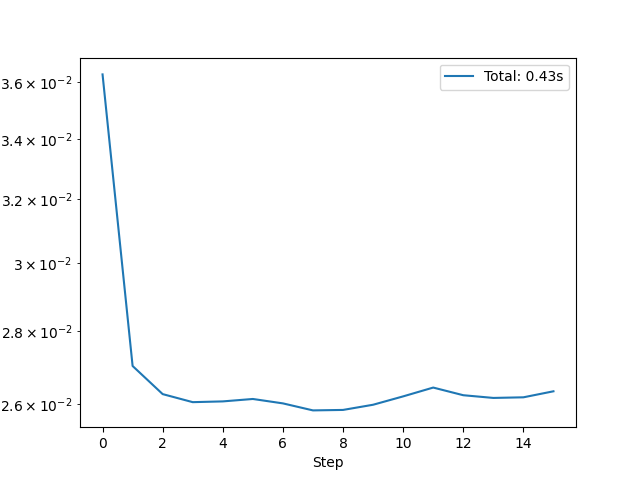 Total: 0.43s
3.6 × 10⁻²
3.4 × 10⁻²
3.2 × 10⁻²
3 × 10⁻²
2.8 × 10⁻²
2.6 × 10⁻²
0 2 4 6 8 10 12 14
Step